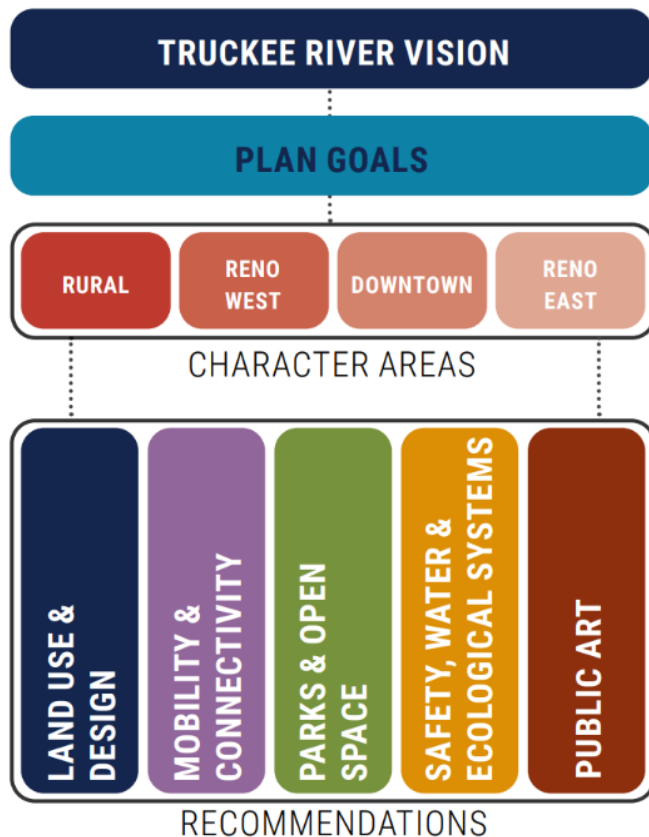 TRUCKEE RIVER VISION
PLAN GOALS
RURAL
RENO
WEST
DOWNTOWN
RENO
EAST
CHARACTER AREAS
LAND USE &
DESIGN
MOBILITY &
CONNECTIVITY
PARKS & OPEN
SPACE
SAFETY, WATER &
ECOLOGICAL SYSTEMS
PUBLIC ART
RECOMMENDATIONS